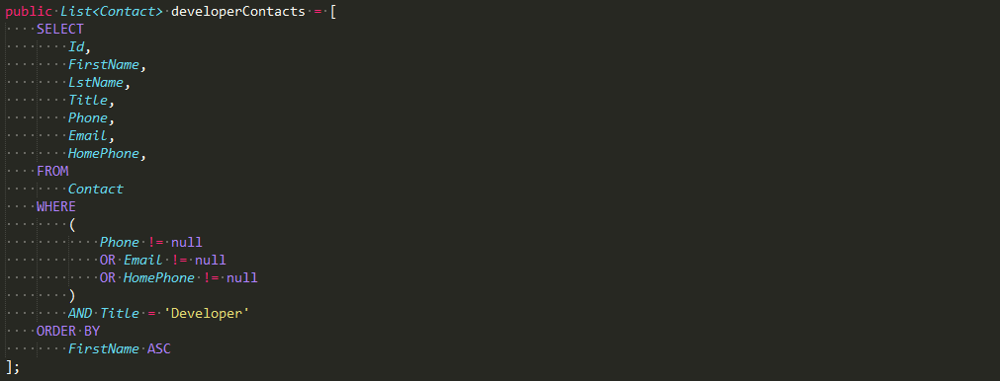 public List<Contact> developerContacts = [
    SELECT
        Id,
        FirstName,
        LstName,
        Title,
        Phone,
        Email,
        HomePhone,
    FROM
        Contact
    WHERE
        (
            Phone != null
            OR Email != null
            OR HomePhone != null
        )
        AND Title = 'Developer'
    ORDER BY
        FirstName ASC
];